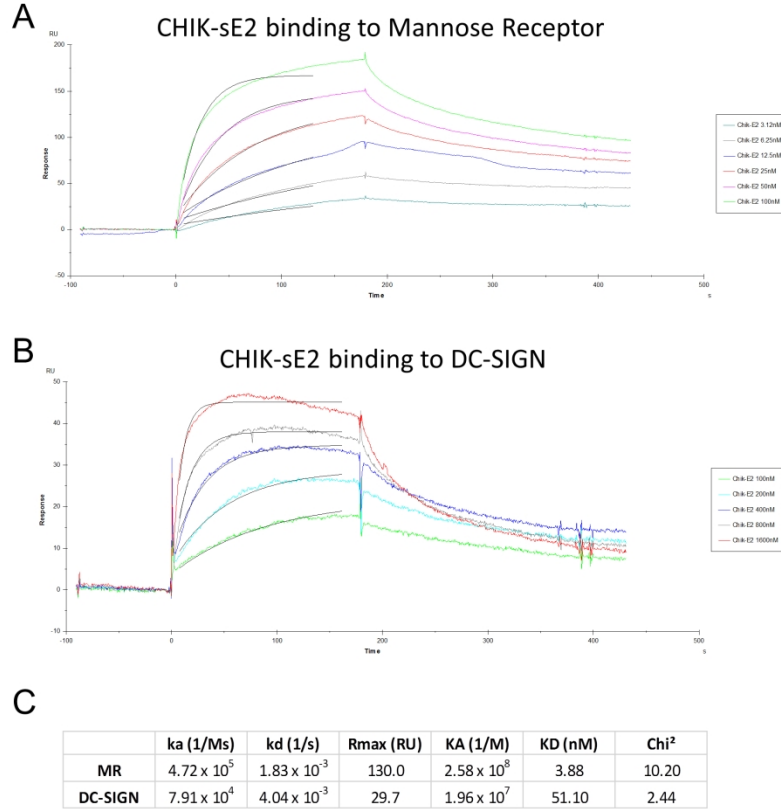 A
CHIK-sE2 binding to Mannose Receptor
RU
200
150
100
50
0
-50
Response
-100 0 100 200 300 400 500
Time
s
Chik-E2 3.12nM
Chik-E2 6.25nM
Chik-E2 12.5nM
Chik-E2 25nM
Chik-E2 50nM
Chik-E2 100nM
B
CHIK-sE2 binding to DC-SIGN
RU
50
40
30
20
10
0
-10
Response
-100 0 100 200 300 400 500
Time
s
Chik-E2 100nM
Chik-E2 200nM
Chik-E2 400nM
Chik-E2 800nM
Chik-E2 1600nM
C
ka (1/Ms) kd (1/s) Rmax (RU) KA (1/M) KD (nM) Chi²
MR 4.72 x 10⁵ 1.83 x 10⁻³ 130.0 2.58 x 10⁸ 3.88 10.20
DC-SIGN 7.91 x 10⁴ 4.04 x 10⁻³ 29.7 1.96 x 10⁷ 51.10 2.44